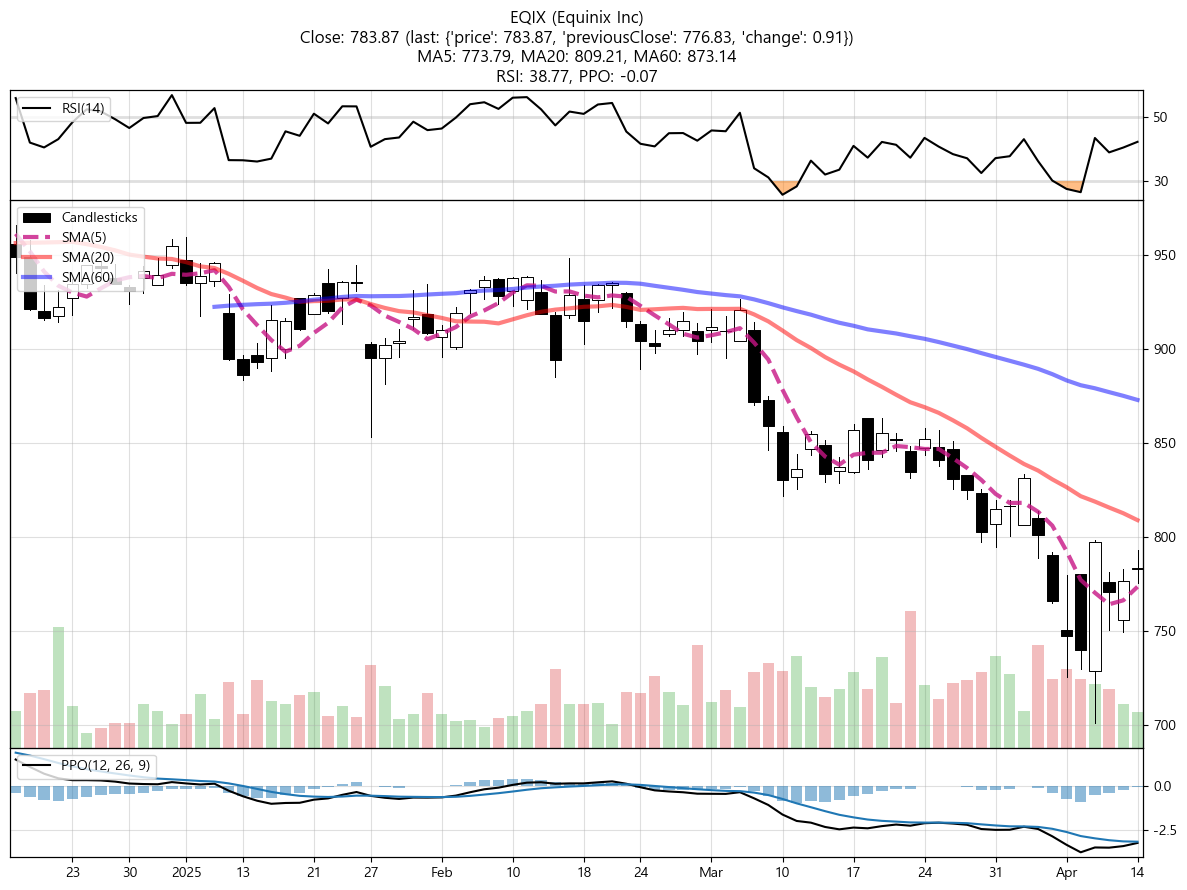 EQIX (Equinix Inc)
Close: 783.87 (last: {'price': 783.87, 'previousClose': 776.83, 'change': 0.91})
MA5: 773.79, MA20: 809.21, MA60: 873.14
RSI: 38.77, PPO: -0.07
RSI(14)
50
30
Candlesticks
SMA(5)
SMA(20)
SMA(60)
950
900
850
800
750
700
PPO(12, 26, 9)
0.0
-2.5
23 30 2025 13 21 27 Feb 10 18 24 Mar 10 17 24 31 Apr 14